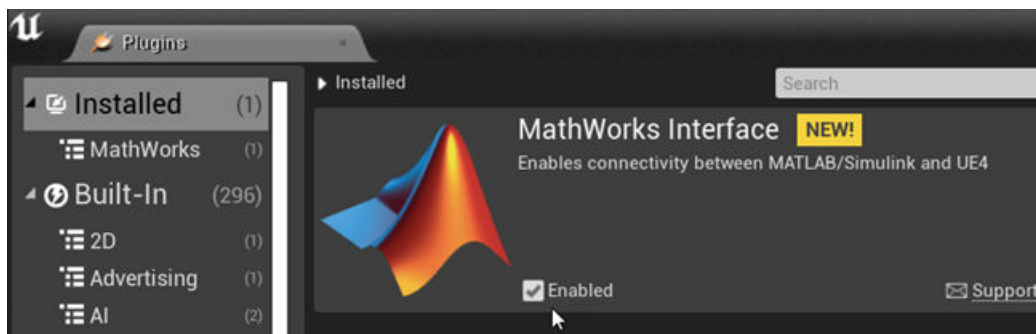 Plugins
Installed (1)
MathWorks (1)
Built-In (296)
2D (1)
Advertising (1)
AI (2)
Installed
Search
MathWorks Interface NEW!
Enables connectivity between MATLAB/Simulink and UE4
Enabled
Support